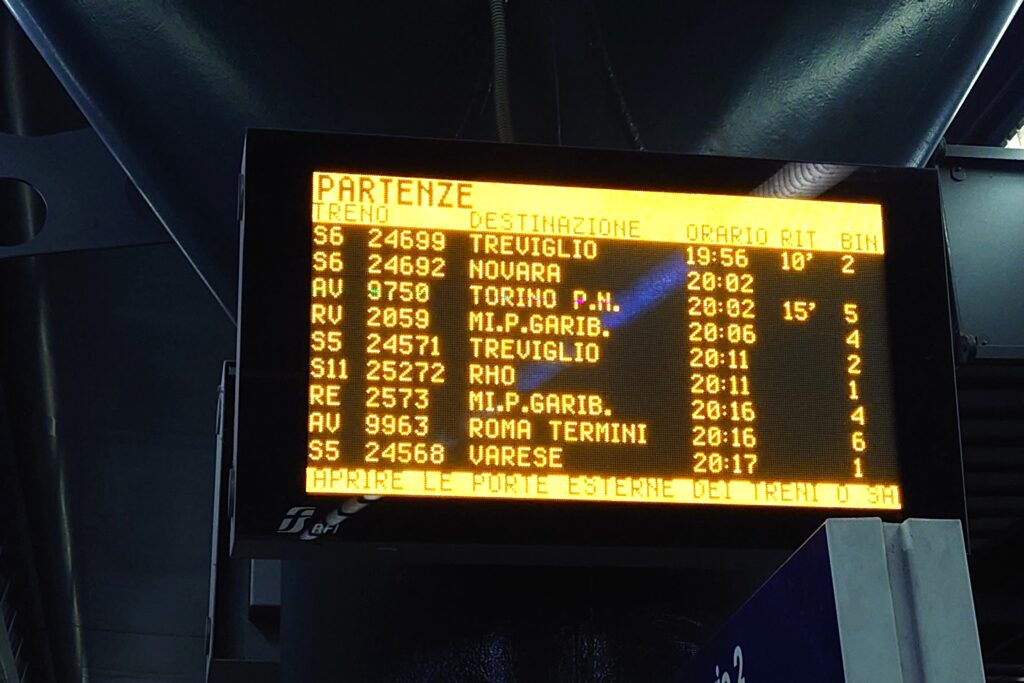 PARTENZE
TRENO DESTINAZIONE ORARIO RIT BIN
S6 24699 TREVIGLIO 19:56 10' 2
S6 24692 NOVARA 20:02
AV 9750 TORINO P.N. 20:02 15' 5
RV 2059 MI.P.GARIB. 20:06 4
S5 24571 TREVIGLIO 20:11 2
S11 25272 RHO 20:11 1
RE 2573 MI.P.GARIB. 20:16 4
AV 9963 ROMA TERMINI 20:16 6
S5 24568 VARESE 20:17 1
APRIRE LE PORTE ESTERNE DEI TRENI O SA
RFI
2